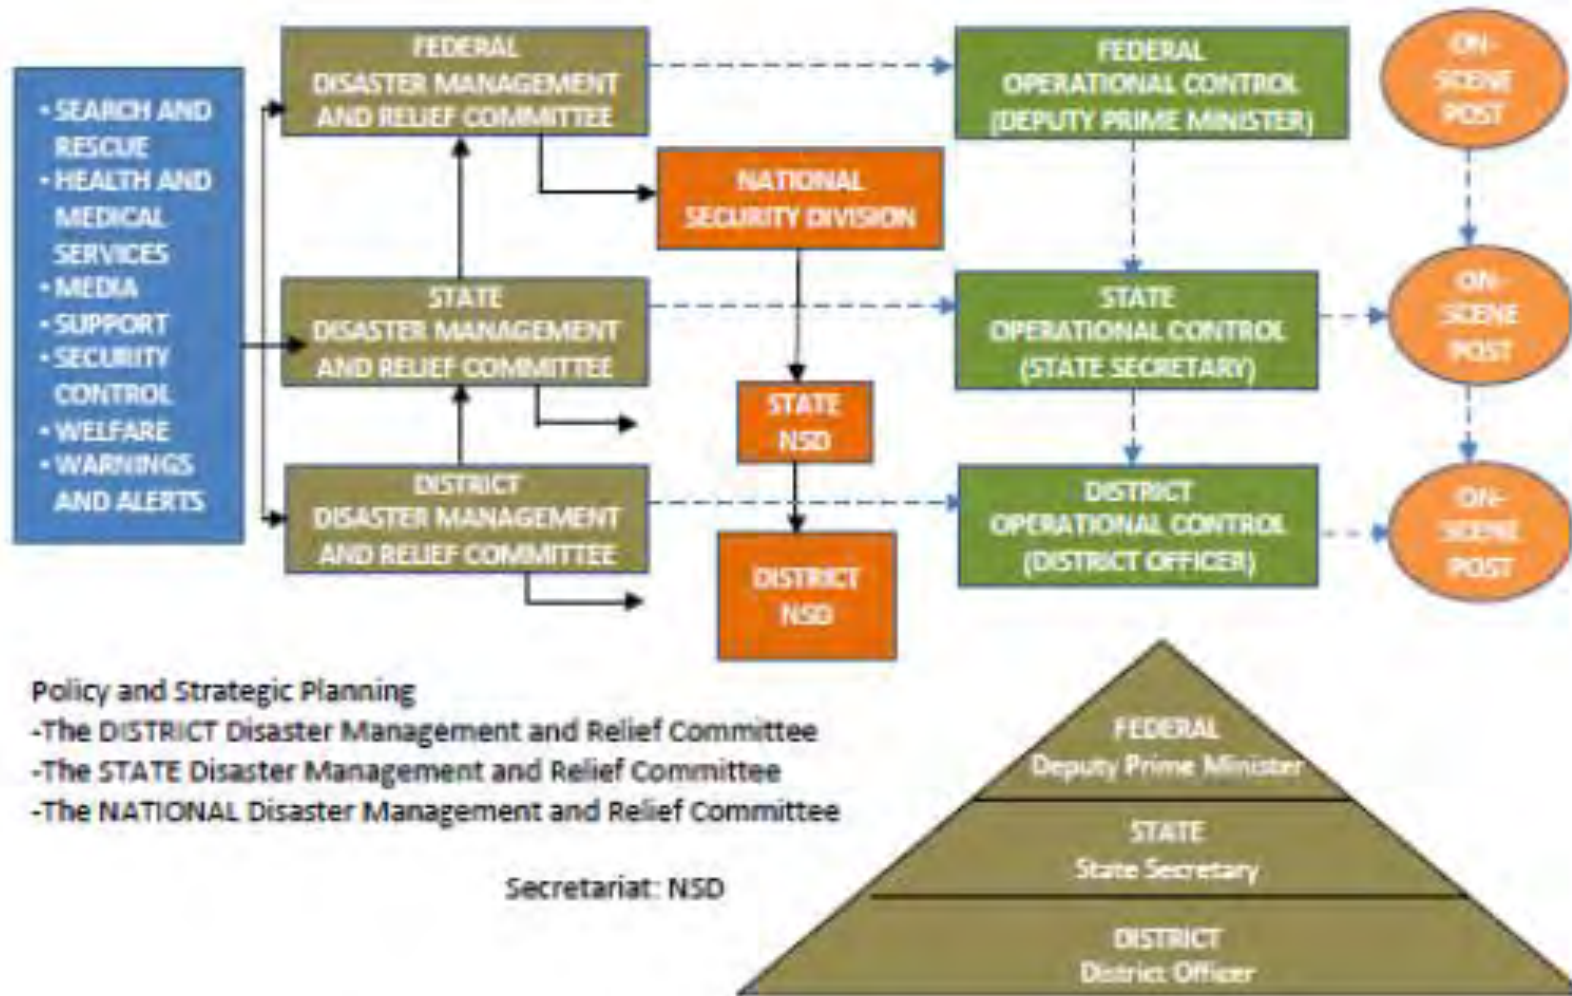 • SEARCH AND
RESCUE
• HEALTH AND
MEDICAL
SERVICES
• MEDIA
SUPPORT
• SECURITY
CONTROL
• WELFARE
• WARNINGS
AND ALERTS
FEDERAL
DISASTER MANAGEMENT
AND RELIEF COMMITTEE
STATE
DISASTER MANAGEMENT
AND RELIEF COMMITTEE
DISTRICT
DISASTER MANAGEMENT
AND RELIEF COMMITTEE
NATIONAL
SECURITY DIVISION
STATE
NSD
DISTRICT
NSD
FEDERAL
OPERATIONAL CONTROL
(DEPUTY PRIME MINISTER)
STATE
OPERATIONAL CONTROL
(STATE SECRETARY)
DISTRICT
OPERATIONAL CONTROL
(DISTRICT OFFICER)
ON-
SCENE
POST
ON-
SCENE
POST
ON-
SCENE
POST
Policy and Strategic Planning
-The DISTRICT Disaster Management and Relief Committee
-The STATE Disaster Management and Relief Committee
-The NATIONAL Disaster Management and Relief Committee
Secretariat: NSD
FEDERAL
Deputy Prime Minister
STATE
State Secretary
DISTRICT
District Officer